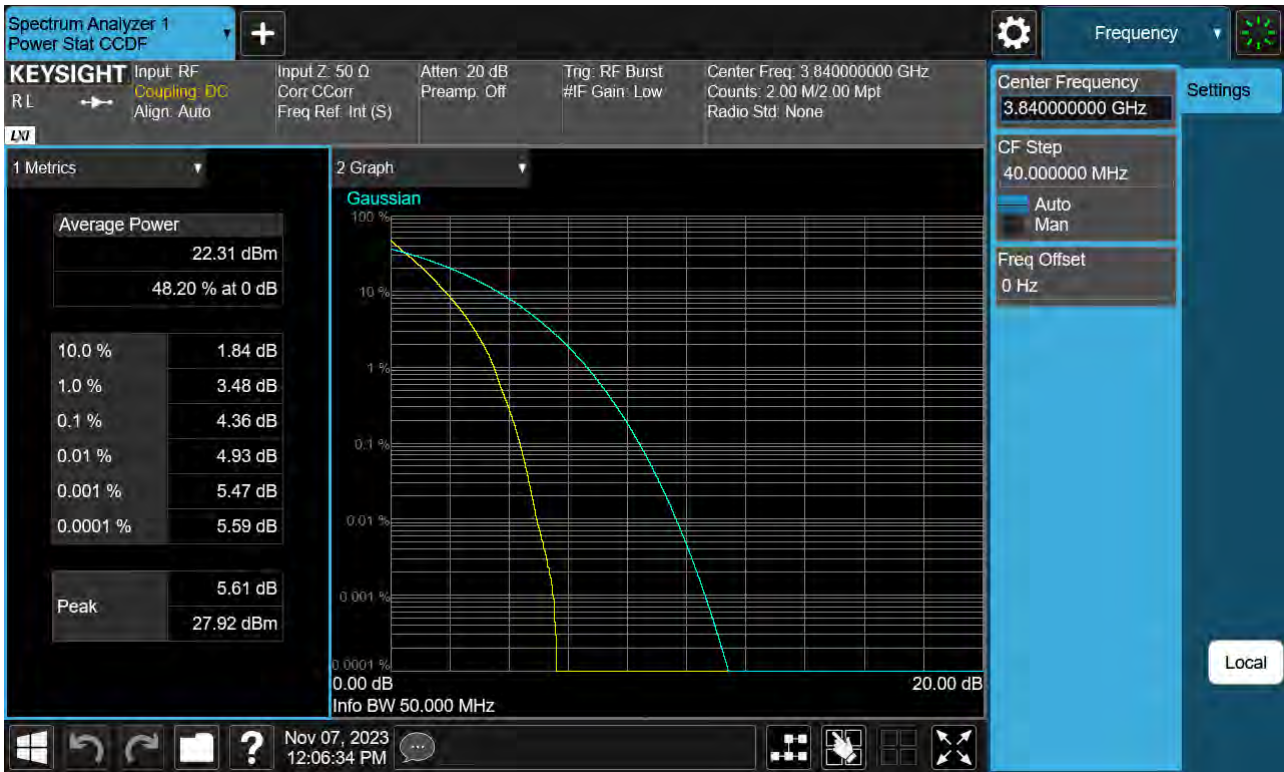 Spectrum Analyzer 1
Power Stat CCDF
+
Frequency
KEYSIGHT
R L
LXI
Input: RF
Coupling: DC
Align: Auto
Input Z: 50 Ω
Corr CCorr
Freq Ref: Int (S)
Atten: 20 dB
Preamp: Off
Trig: RF Burst
#IF Gain: Low
Center Freq: 3.840000000 GHz
Counts: 2.00 M/2.00 Mpt
Radio Std: None
1 Metrics
Average Power
22.31 dBm
48.20 % at 0 dB
10.0 % 1.84 dB
1.0 % 3.48 dB
0.1 % 4.36 dB
0.01 % 4.93 dB
0.001 % 5.47 dB
0.0001 % 5.59 dB
Peak
5.61 dB
27.92 dBm
2 Graph
Gaussian
100 %
10 %
1 %
0.1 %
0.01 %
0.001 %
0.0001 %
0.00 dB 20.00 dB
Info BW 50.000 MHz
Center Frequency
3.840000000 GHz
CF Step
40.000000 MHz
Auto
Man
Freq Offset
0 Hz
Settings
Local
?
Nov 07, 2023
12:06:34 PM